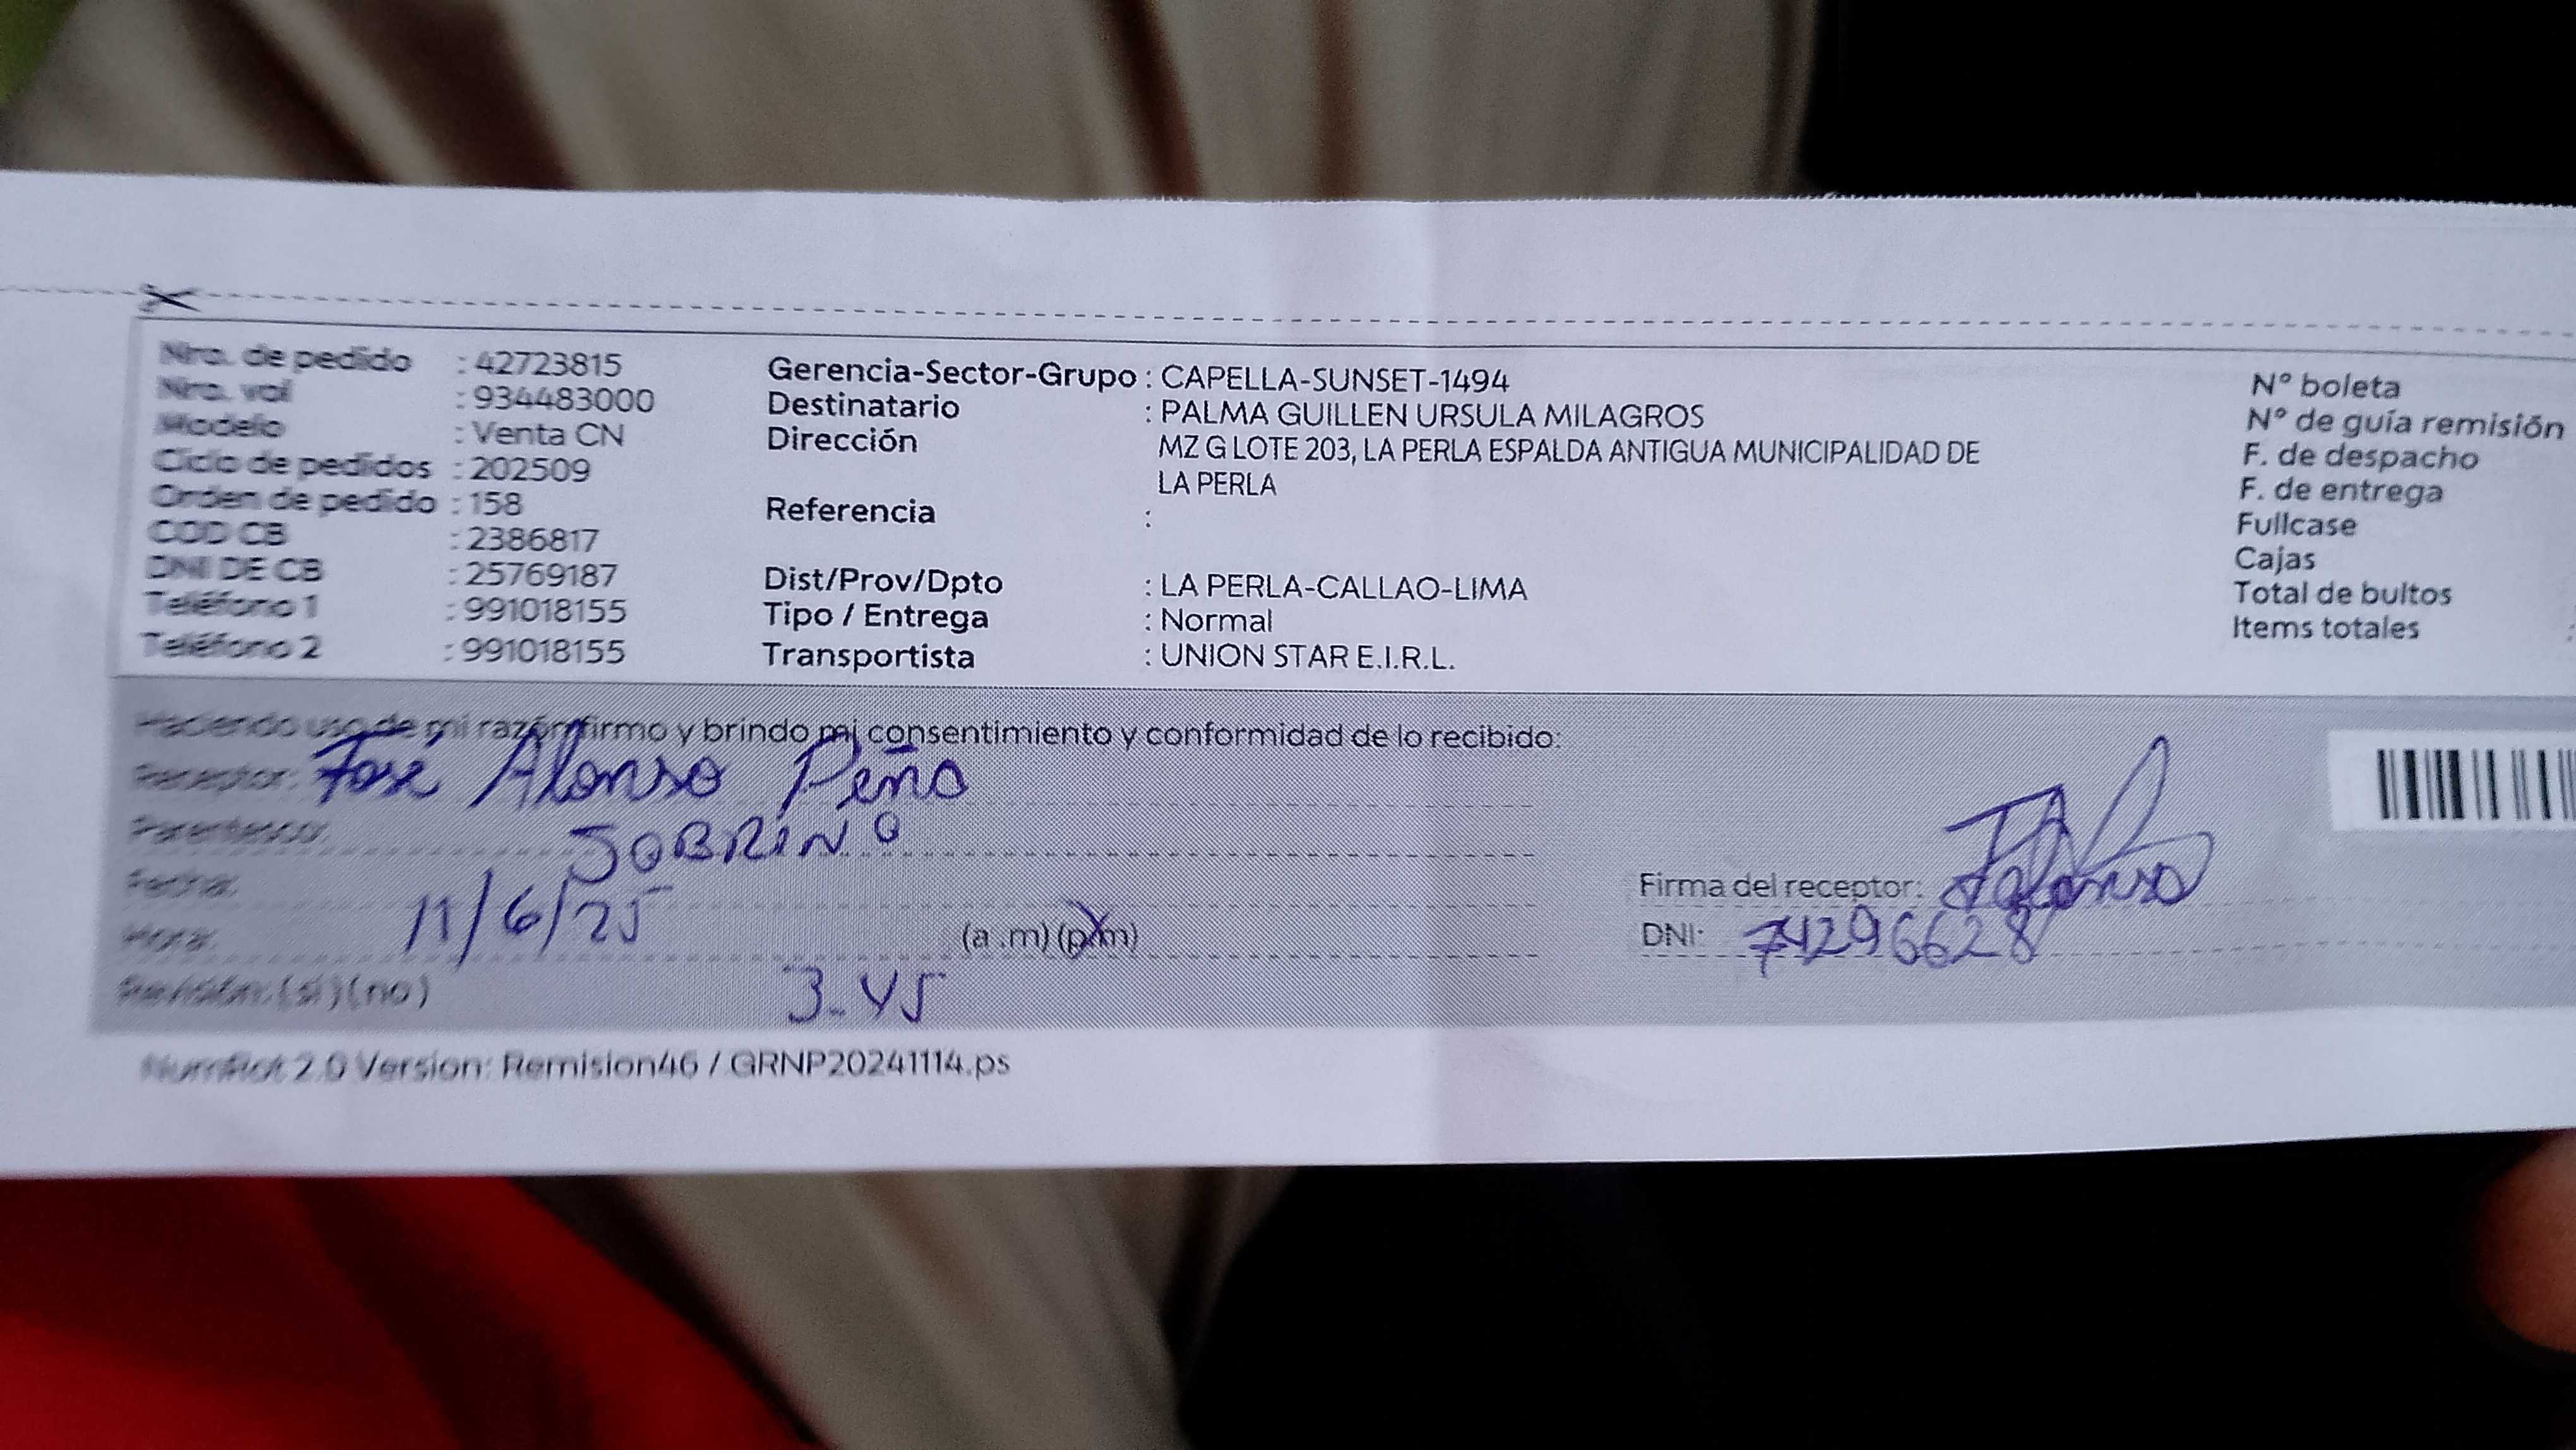 Nro. de pedido : 42723815
Nro. val : 934483000
Modelo : Venta CN
Ciclo de pedidos : 202509
Orden de pedido : 158
COD CB : 2386817
DNI DE CB : 25769187
Teléfono 1 : 991018155
Teléfono 2 : 991018155
Gerencia-Sector-Grupo : CAPELLA-SUNSET-1494
Destinatario : PALMA GUILLEN URSULA MILAGROS
Dirección MZ G LOTE 203, LA PERLA ESPALDA ANTIGUA MUNICIPALIDAD DE
LA PERLA
Referencia :
Dist/Prov/Dpto : LA PERLA-CALLAO-LIMA
Tipo / Entrega : Normal
Transportista : UNION STAR E.I.R.L.
N° boleta
N° de guía remisión
F. de despacho
F. de entrega
Fullcase
Cajas
Total de bultos
Items totales
Haciendo uso de mi razón firmo y brindo mi consentimiento y conformidad de lo recibido:
Receptor: José Alonso Peña
Parentesco: SOBRINO
Fecha: 11/6/25
Hora: (a .m) (p.m)
3-45
Revisión: (si) (no)
Firma del receptor: JAlonso
DNI: 74296628
NumRot 2.0 Version: Remision46 / GRNP20241114.ps